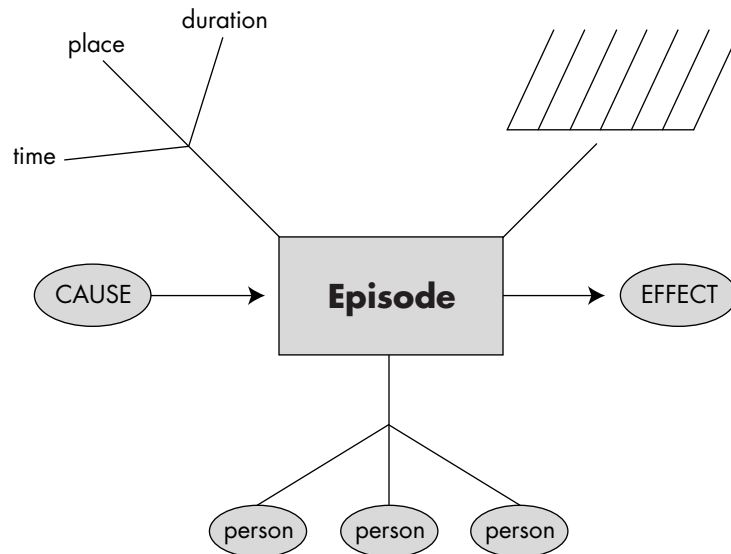 duration
place
time
CAUSE
Episode
EFFECT
person
person
person